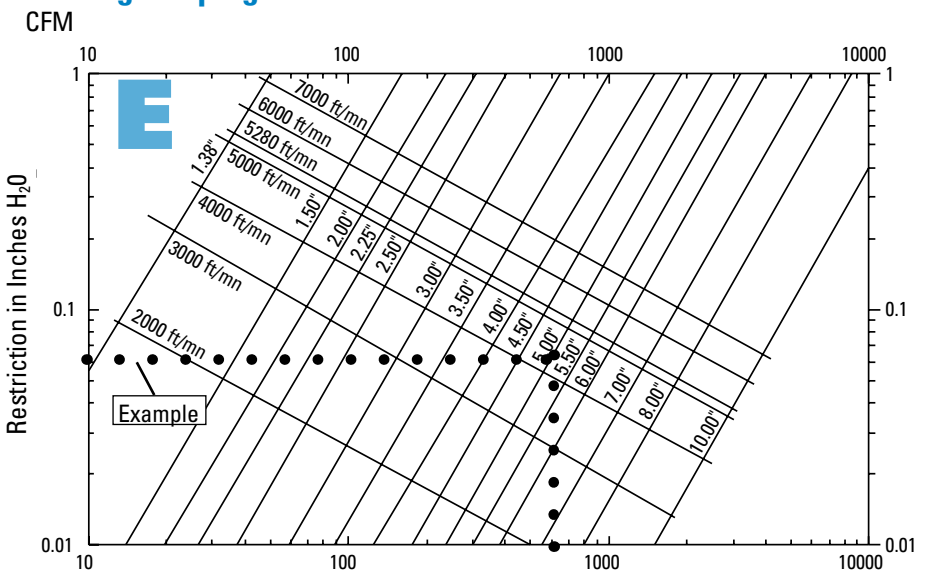 CFM
10 100 1000 10000
1 1
E
7000 ft/mn
6000 ft/mn
5280 ft/mn
5000 ft/mn
4000 ft/mn
3000 ft/mn
2000 ft/mn
1.38"
1.50"
2.00"
2.25"
2.50"
3.00"
3.50"
4.00"
4.50"
5.00"
5.50"
6.00"
7.00"
8.00"
10.00"
Restriction in Inches H₂0
0.1 0.1
Example
0.01 0.01
10 100 1000 10000